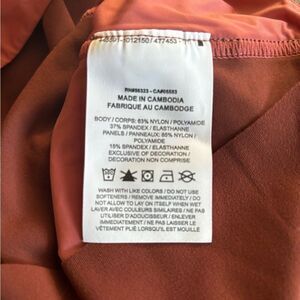 RN#56323 - CA#05553
MADE IN CAMBODIA
FABRIQUE AU CAMBODGE
BODY / CORPS: 63% NYLON / POLYAMIDE
37% SPANDEX / ELASTHANNE
PANELS / PANNEAUX: 85% NYLON /
POLYAMIDE
15% SPANDEX / ELASTHANNE
EXCLUSIVE OF DECORATION /
DECORATION NON COMPRISE
WASH WITH LIKE COLORS / DO NOT USE
SOFTENERS / REMOVE IMMEDIATELY /
DO NOT ALLOW TO LAY ON ITSELF WHEN WET
LAVER AVEC COULEURS SIMILAIRES / NE PAS
UTILISER D'ADOUCISSEUR / ENLEVER
IMMÉDIATEMENT / NE PAS LAISSER LE
VÊTEMENT PLIÉ LORSQU'IL EST MOUILLÉ